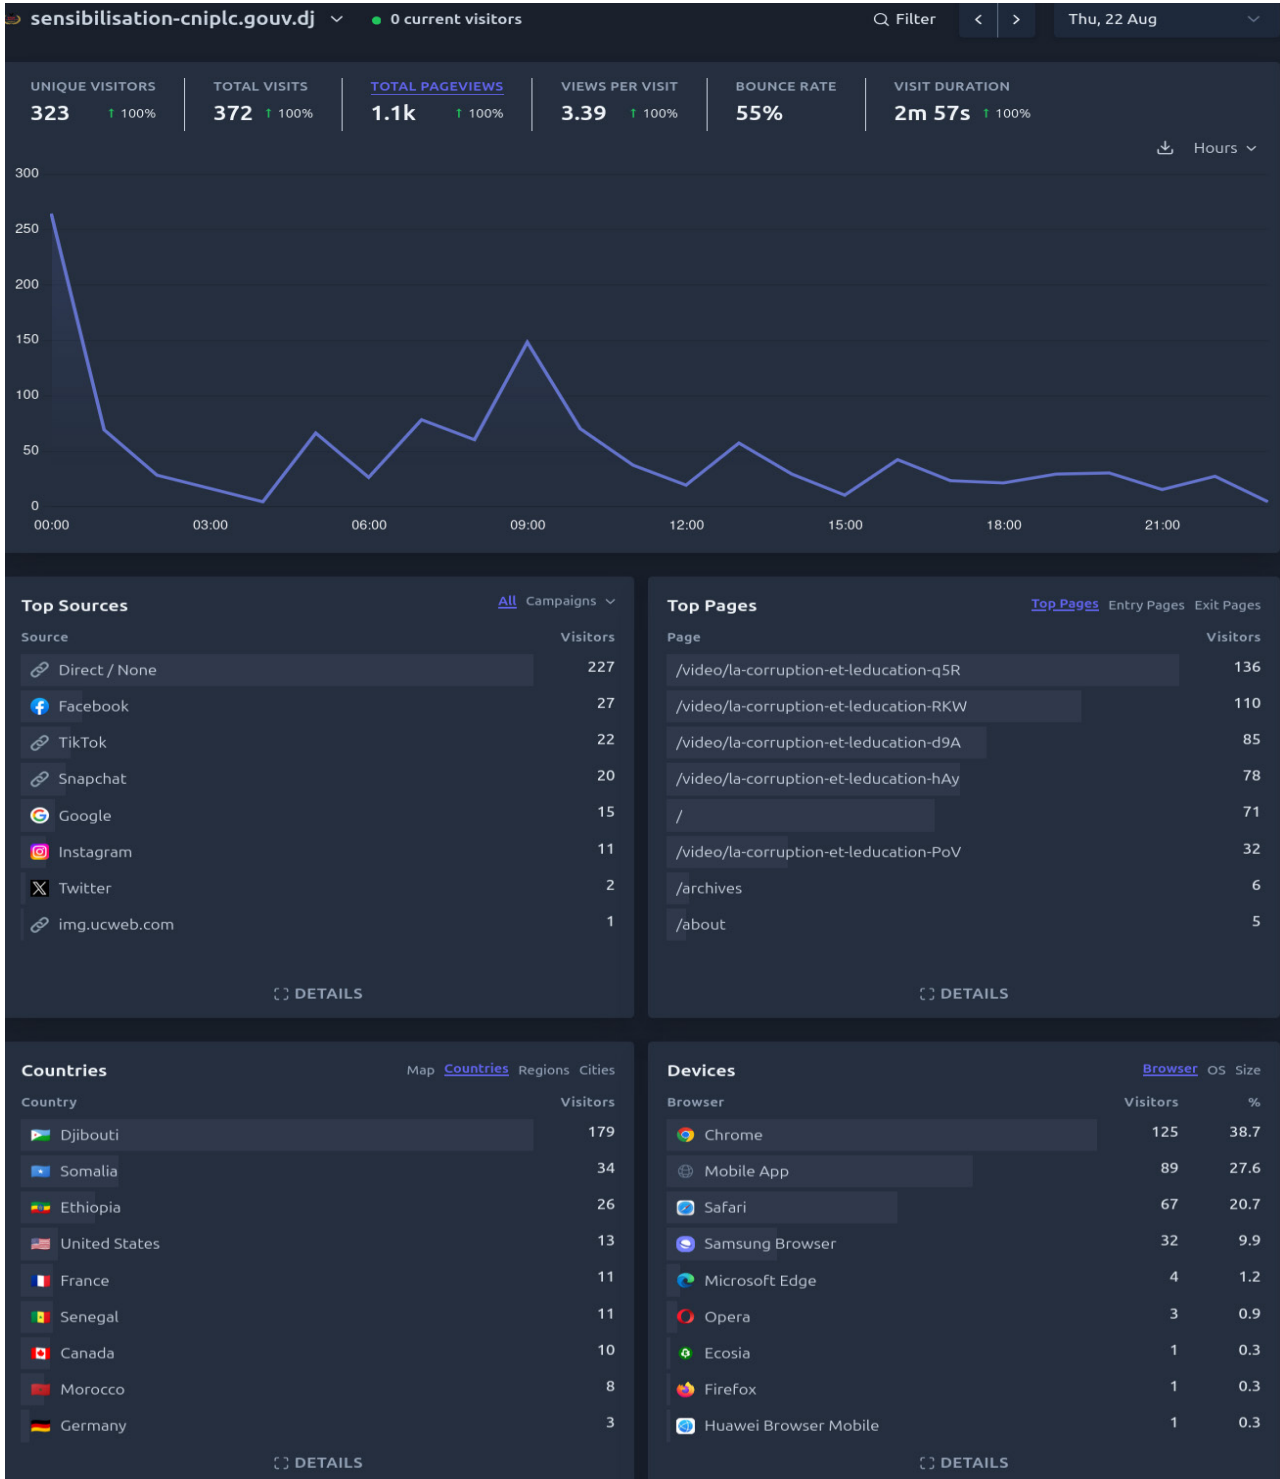 sensibilisation-cniplc.gouv.dj 0 current visitors Filter < > Thu, 22 Aug
UNIQUE VISITORS TOTAL VISITS TOTAL PAGEVIEWS VIEWS PER VISIT BOUNCE RATE VISIT DURATION
323 ↑ 100% 372 ↑ 100% 1.1k ↑ 100% 3.39 ↑ 100% 55% 2m 57s ↑ 100%
Hours
300
250
200
150
100
50
0
00:00 03:00 06:00 09:00 12:00 15:00 18:00 21:00
Top Sources All Campaigns
Source Visitors
Direct / None 227
Facebook 27
TikTok 22
Snapchat 20
Google 15
Instagram 11
Twitter 2
img.ucweb.com 1
DETAILS
Top Pages Top Pages Entry Pages Exit Pages
Page Visitors
/video/la-corruption-et-leducation-q5R 136
/video/la-corruption-et-leducation-RKW 110
/video/la-corruption-et-leducation-d9A 85
/video/la-corruption-et-leducation-hAy 78
/ 71
/video/la-corruption-et-leducation-PoV 32
/archives 6
/about 5
DETAILS
Countries Map Countries Regions Cities
Country Visitors
Djibouti 179
Somalia 34
Ethiopia 26
United States 13
France 11
Senegal 11
Canada 10
Morocco 8
Germany 3
DETAILS
Devices Browser OS Size
Browser Visitors %
Chrome 125 38.7
Mobile App 89 27.6
Safari 67 20.7
Samsung Browser 32 9.9
Microsoft Edge 4 1.2
Opera 3 0.9
Ecosia 1 0.3
Firefox 1 0.3
Huawei Browser Mobile 1 0.3
DETAILS